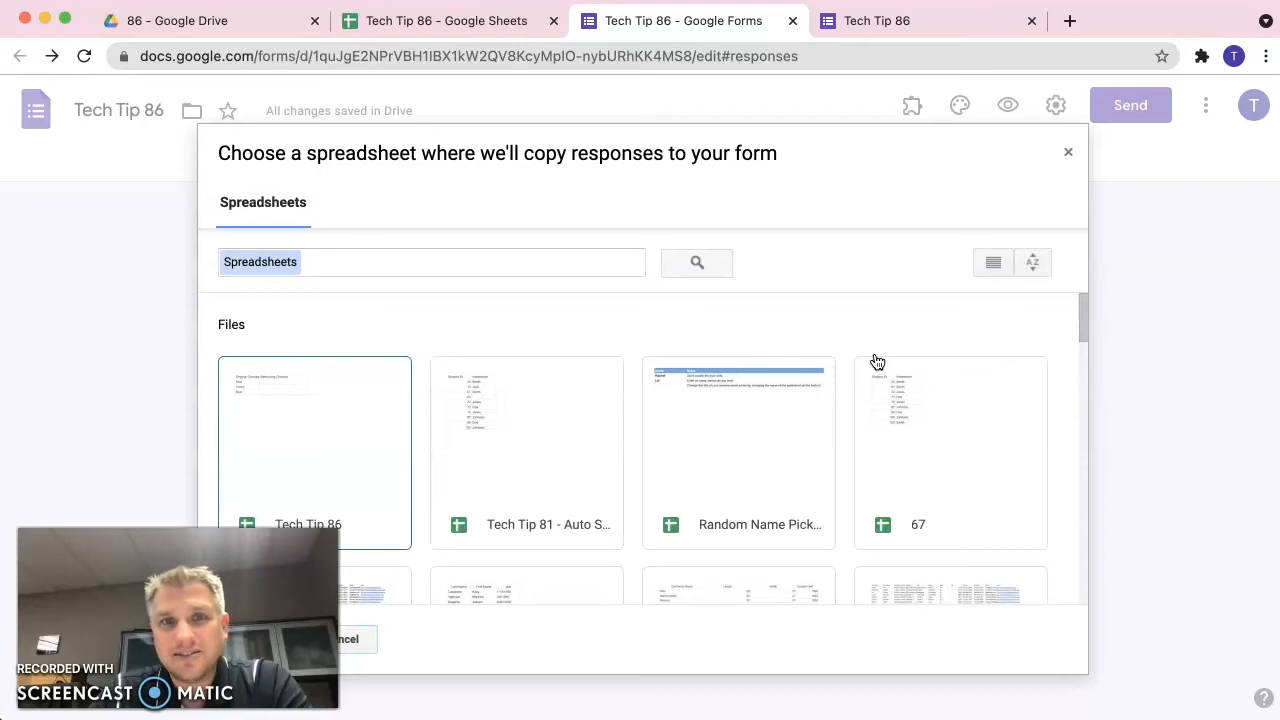 86 - Google Drive
Tech Tip 86 - Google Sheets
Tech Tip 86 - Google Forms
Tech Tip 86
docs.google.com/forms/d/1quJgE2NPrVBH1lBX1kW2QV8KcyMpIO-nybURhKK4MS8/edit#responses
T
Tech Tip 86
All changes saved in Drive
Send
T
Choose a spreadsheet where we'll copy responses to your form
Spreadsheets
Spreadsheets
AZ
Files
Tech Tip 86
Tech Tip 81 - Auto S...
Random Name Pick...
67
ncel
RECORDED WITH
SCREENCAST MATIC